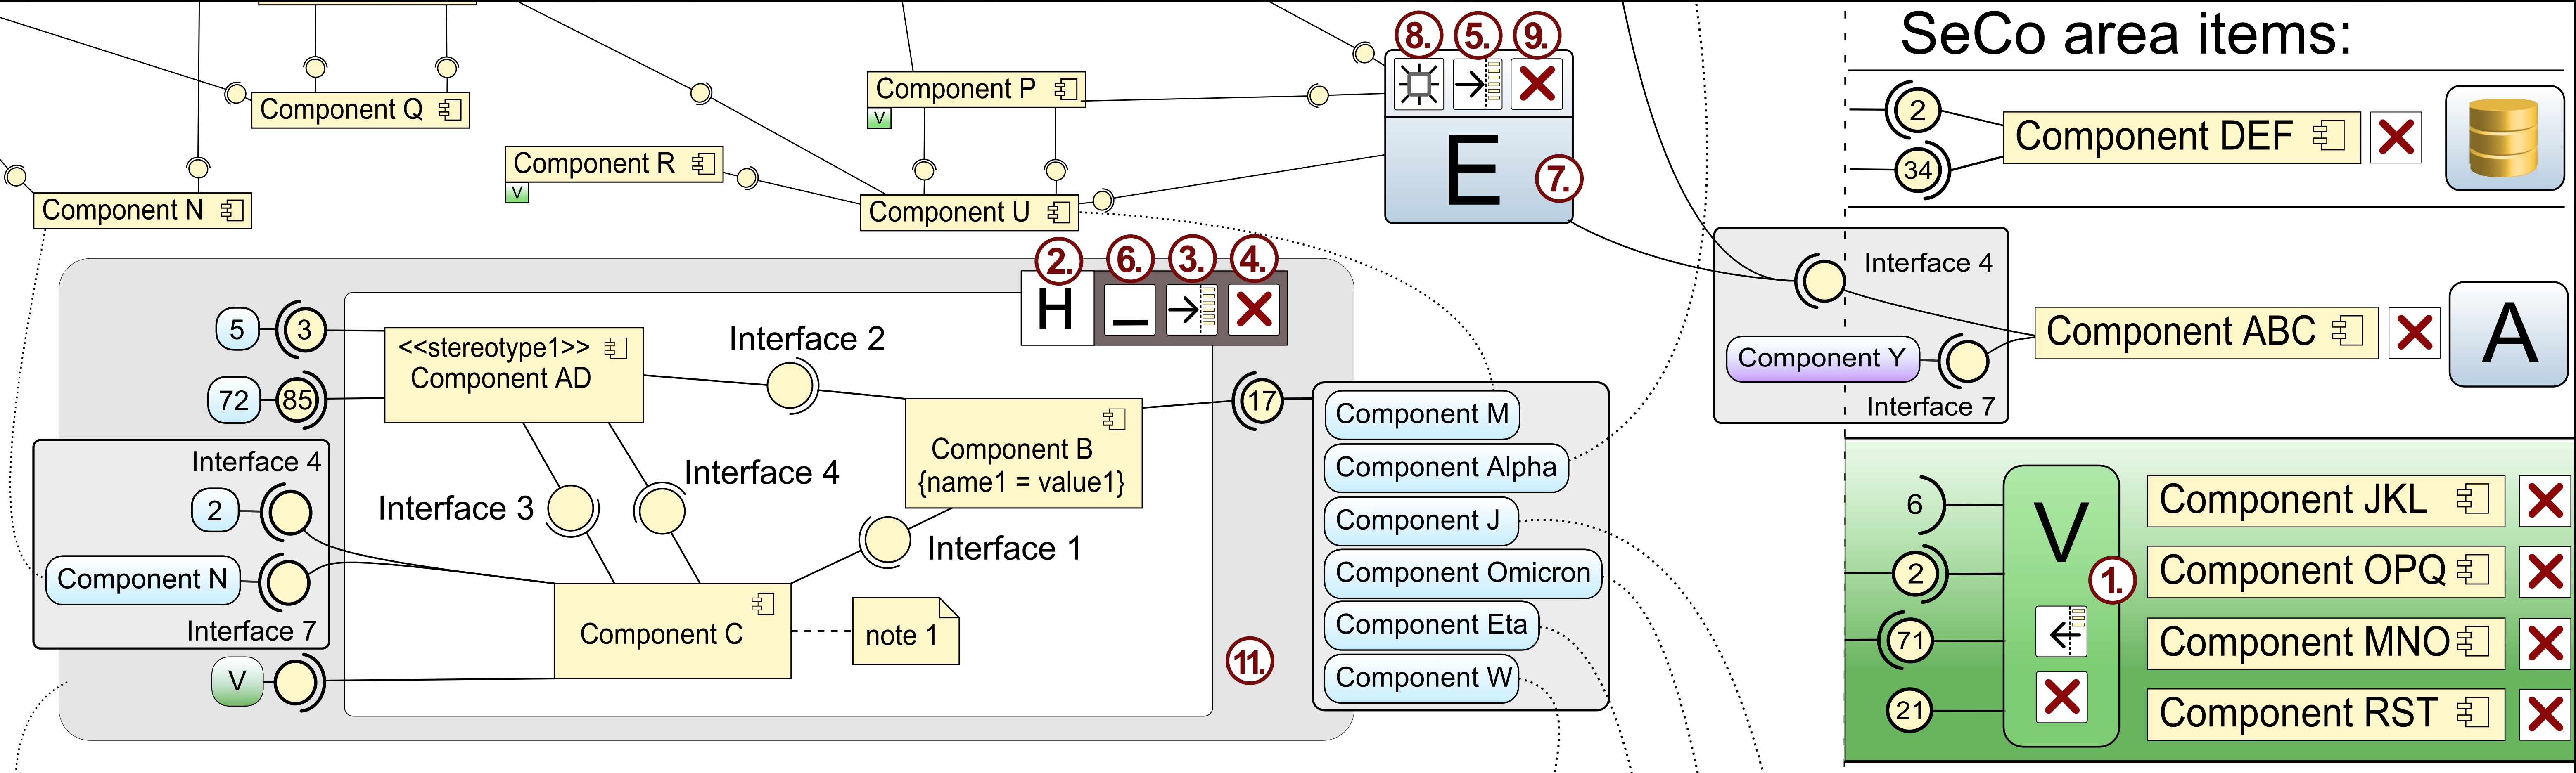 SeCo area items:
8.
5.
9.
Component Q
Component P
V
E
7.
Component R
V
Component N
Component U
2
34
Component DEF
Interface 4
Component Y
Interface 7
Component ABC
A
2.
6.
3.
4.
H
5
3
72
85
<<stereotype1>>
Component AD
Interface 2
17
Component B
{name1 = value1}
Interface 3
Interface 4
Interface 1
Interface 4
2
Component N
Interface 7
V
Component C
note 1
11.
Component M
Component Alpha
Component J
Component Omicron
Component Eta
Component W
6
2
71
21
V
1.
Component JKL
Component OPQ
Component MNO
Component RST